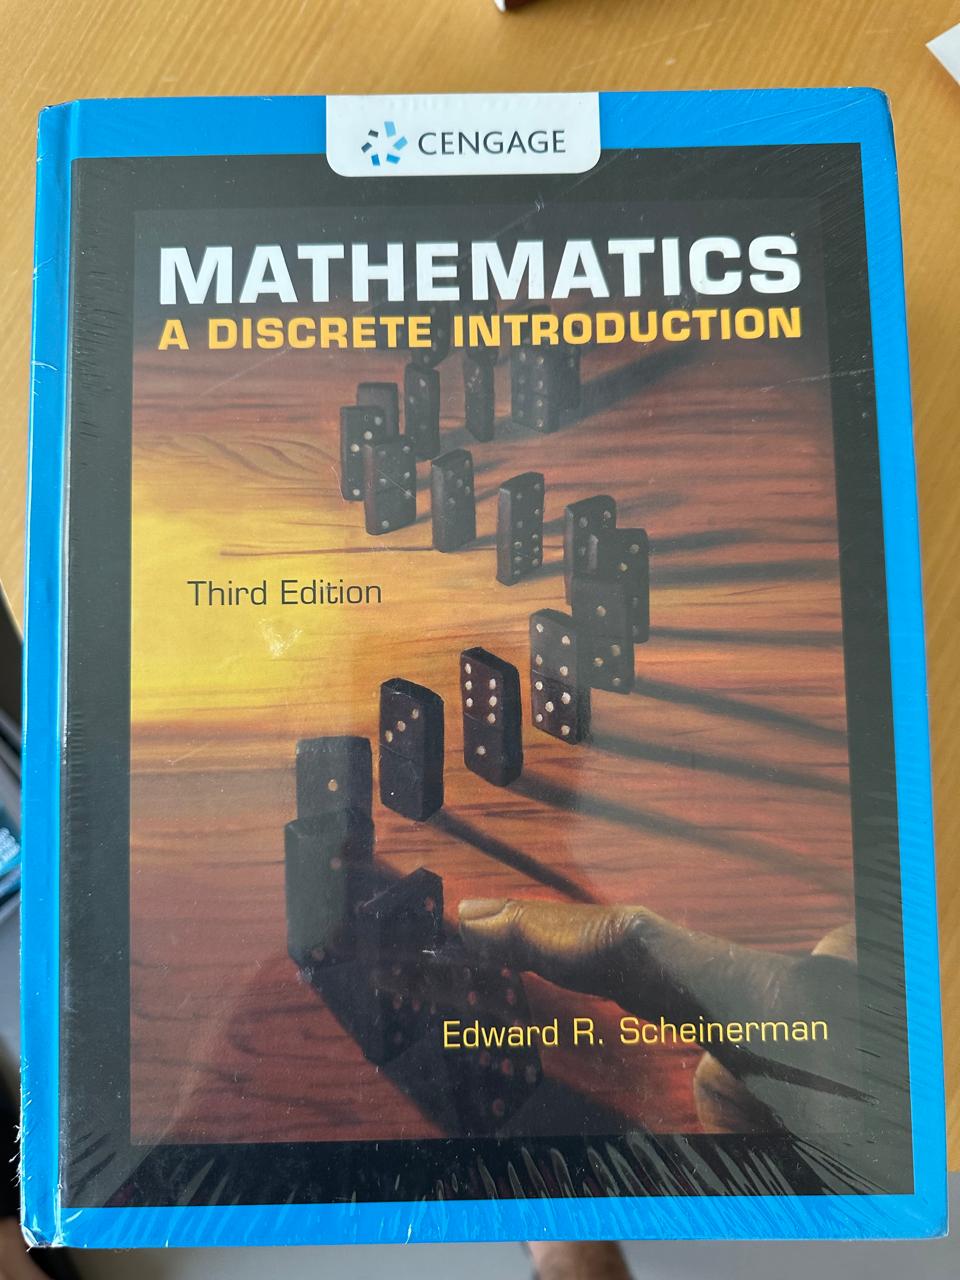 CENGAGE
MATHEMATICS
A DISCRETE INTRODUCTION
Third Edition
Edward R. Scheinerman